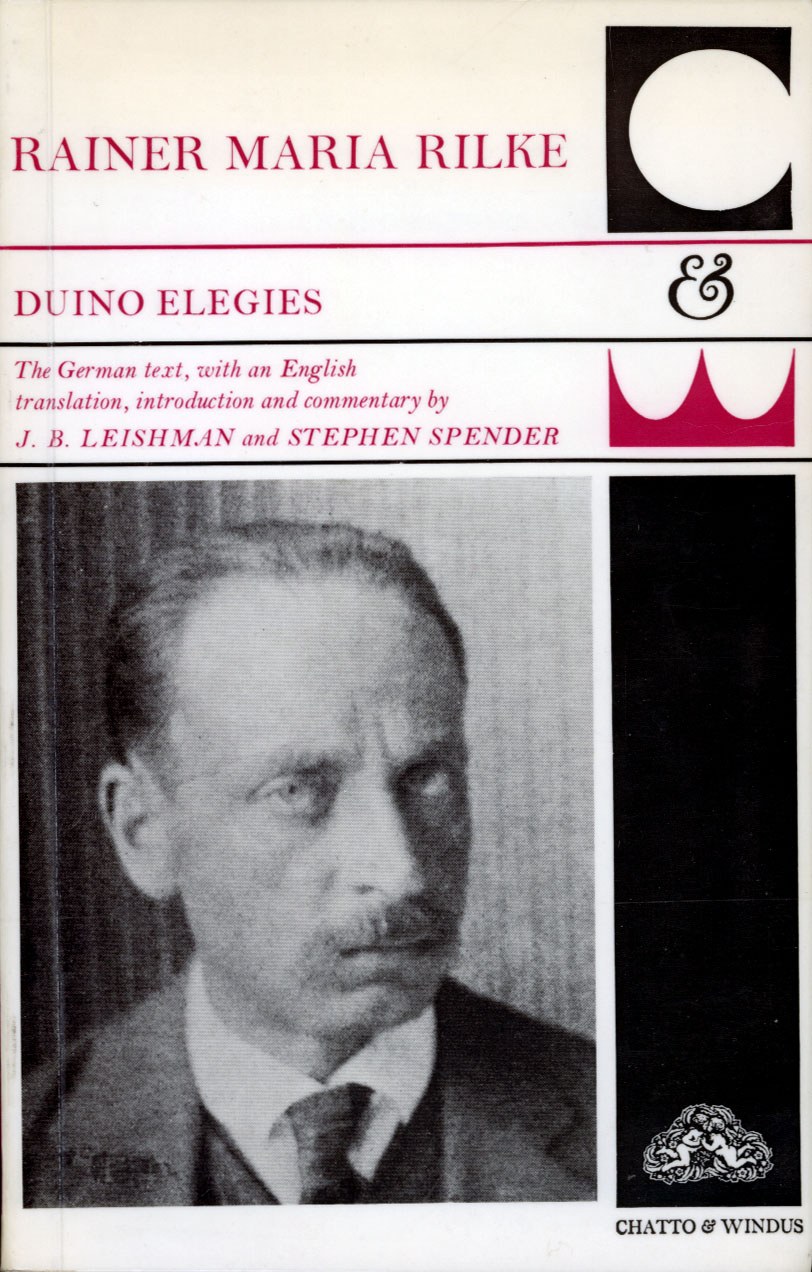 RAINER MARIA RILKE
DUINO ELEGIES
&
The German text, with an English
translation, introduction and commentary by
J. B. LEISHMAN and STEPHEN SPENDER
CHATTO & WINDUS